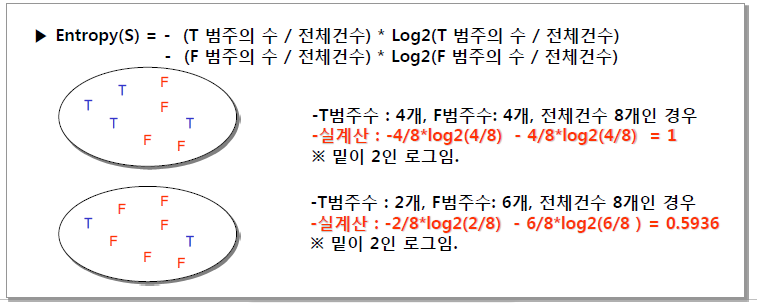 ▶ Entropy(S) = - (T 범주의 수 / 전체건수) * Log2(T 범주의 수 / 전체건수)
- (F 범주의 수 / 전체건수) * Log2(F 범주의 수 / 전체건수)
F
T
T
F
T
T
F
F
-T범주수 : 4개, F범주수: 4개, 전체건수 8개인 경우
-실계산 : -4/8*log2(4/8) - 4/8*log2(4/8) = 1
※ 밑이 2인 로그임.
F
F
T
F
F
T
F
F
-T범주수 : 2개, F범주수: 6개, 전체건수 8개인 경우
-실계산 : -2/8*log2(2/8) - 6/8*log2(6/8 ) = 0.5936
※ 밑이 2인 로그임.